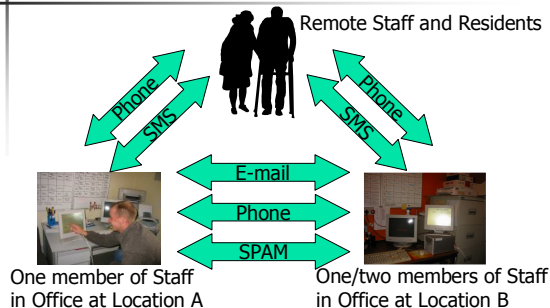 Remote Staff and Residents
Phone
SMS
Phone
SMS
E-mail
Phone
SPAM
One member of Staff
in Office at Location A
One/two members of Staff
in Office at Location B